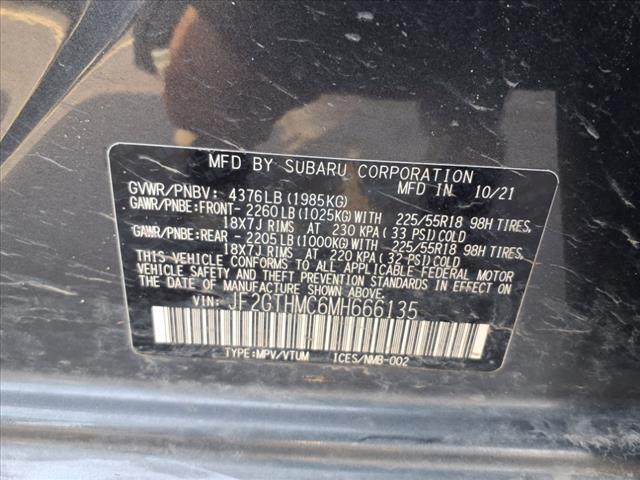 MFD BY SUBARU CORPORATION
GVWR/PNBV: 4376LB (1985KG) MFD IN 10/21
GAWR/PNBE:FRONT- 2260LB (1025KG)WITH 225/55R18 98H TIRES,
18X7J RIMS AT 230 KPA (33 PSI)COLD
GAWR/PNBE:REAR - 2205LB (1000KG)WITH 225/55R18 98H TIRES,
18X7J RIMS AT 220 KPA (32 PSI)COLD
THIS VEHICLE CONFORMS TO ALL APPLICABLE FEDERAL MOTOR
VEHICLE SAFETY AND THEFT PREVENTION STANDARDS IN EFFECT ON
THE DATE OF MANUFACTURE SHOWN ABOVE.
VIN: JF2GTHMC6MH666135
TYPE:MPV/VTUM ICES/NMB-002